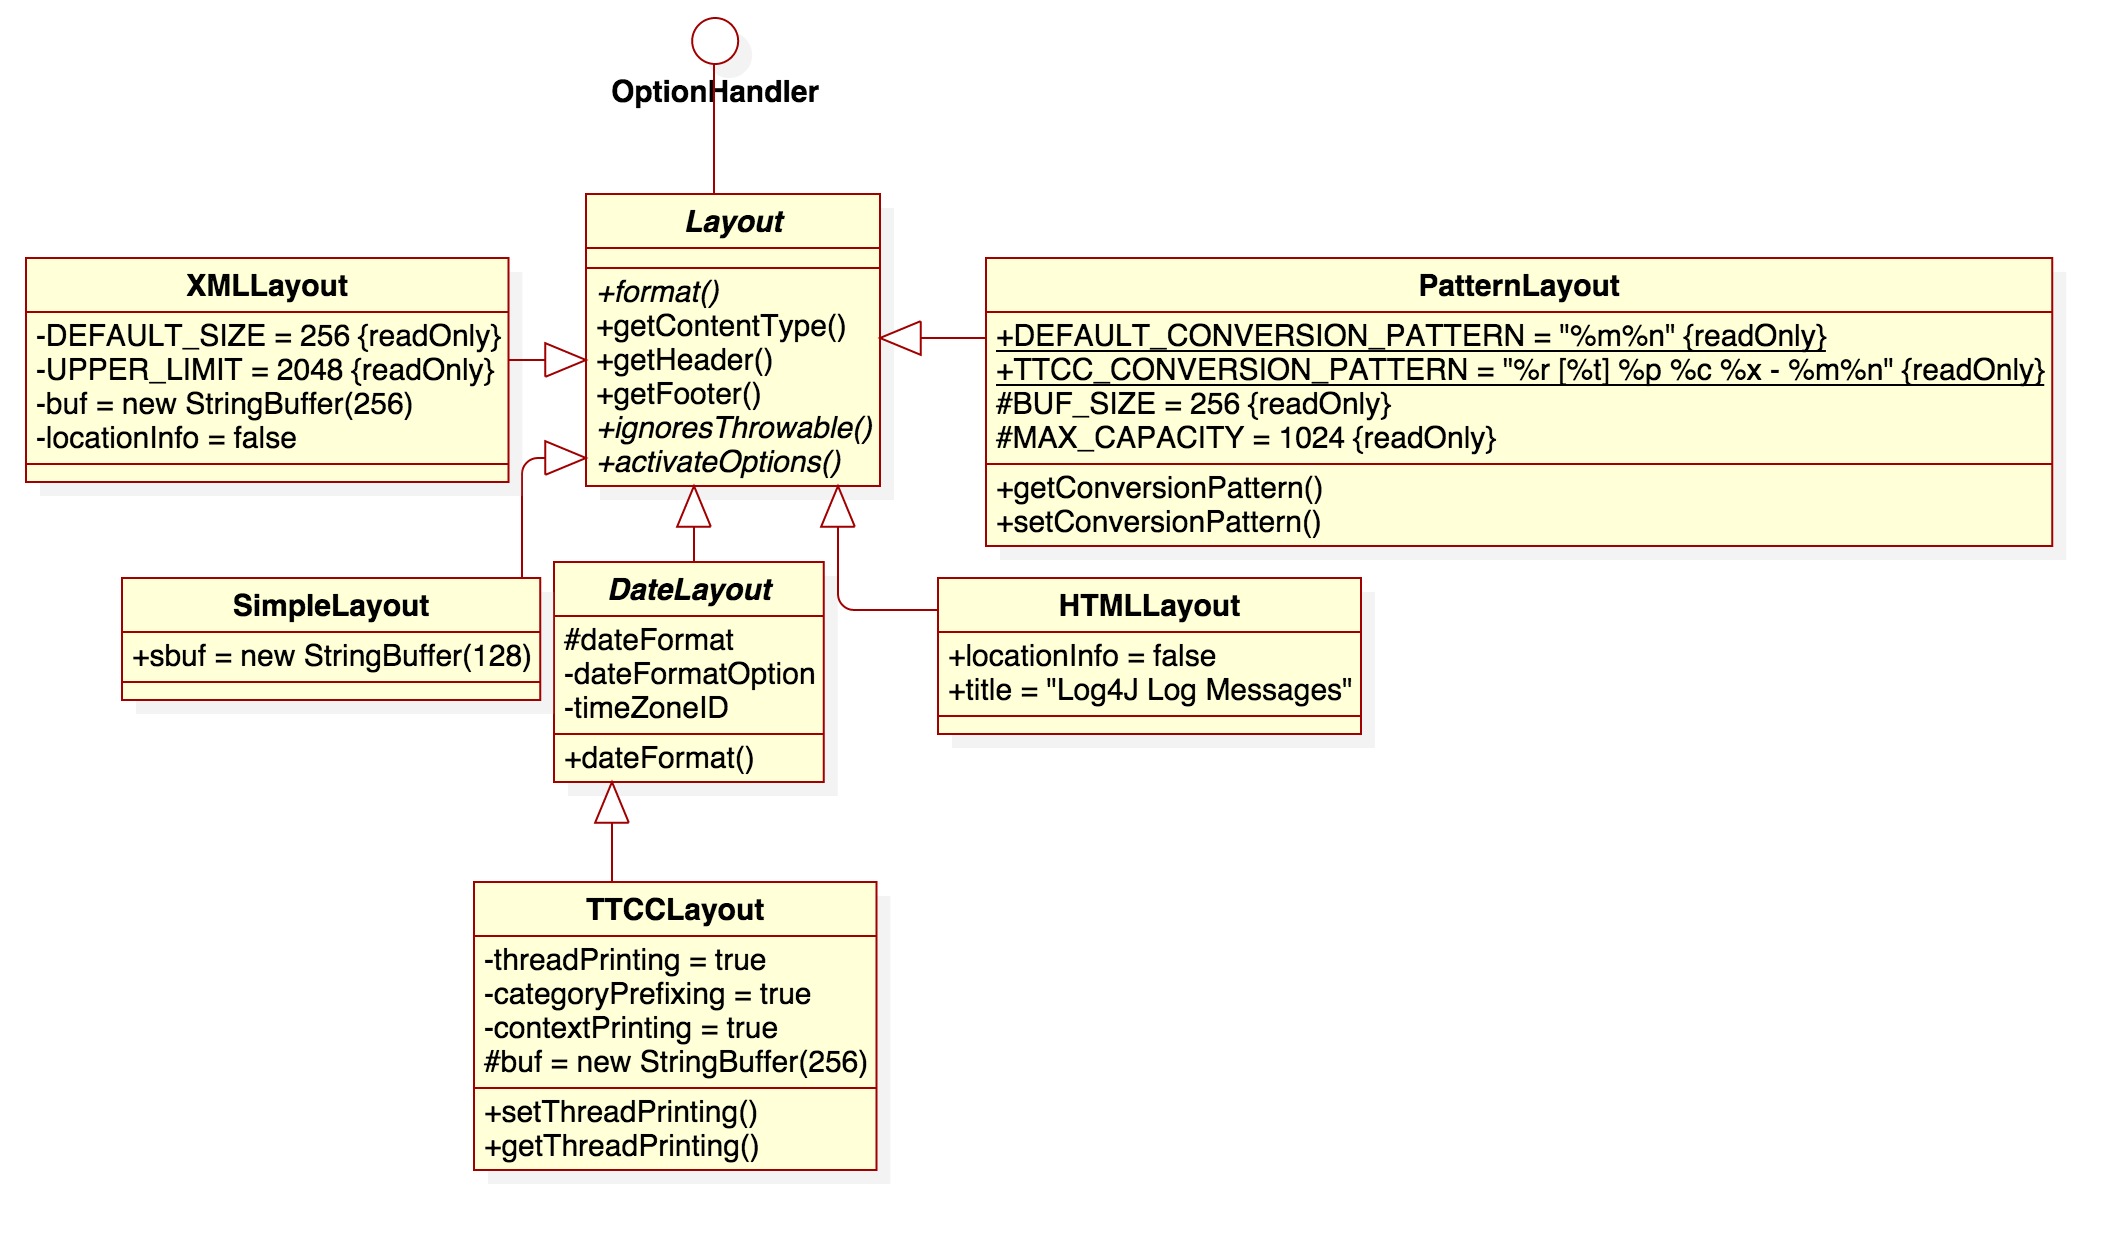 OptionHandler
Layout
+format()
+getContentType()
+getHeader()
+getFooter()
+ignoresThrowable()
+activateOptions()
XMLLayout
-DEFAULT_SIZE = 256 {readOnly}
-UPPER_LIMIT = 2048 {readOnly}
-buf = new StringBuffer(256)
-locationInfo = false
PatternLayout
+DEFAULT_CONVERSION_PATTERN = "%m%n" {readOnly}
+TTCC_CONVERSION_PATTERN = "%r [%t] %p %c %x - %m%n" {readOnly}
#BUF_SIZE = 256 {readOnly}
#MAX_CAPACITY = 1024 {readOnly}
+getConversionPattern()
+setConversionPattern()
SimpleLayout
+sbuf = new StringBuffer(128)
DateLayout
#dateFormat
-dateFormatOption
-timeZoneID
+dateFormat()
HTMLLayout
+locationInfo = false
+title = "Log4J Log Messages"
TTCCLayout
-threadPrinting = true
-categoryPrefixing = true
-contextPrinting = true
#buf = new StringBuffer(256)
+setThreadPrinting()
+getThreadPrinting()